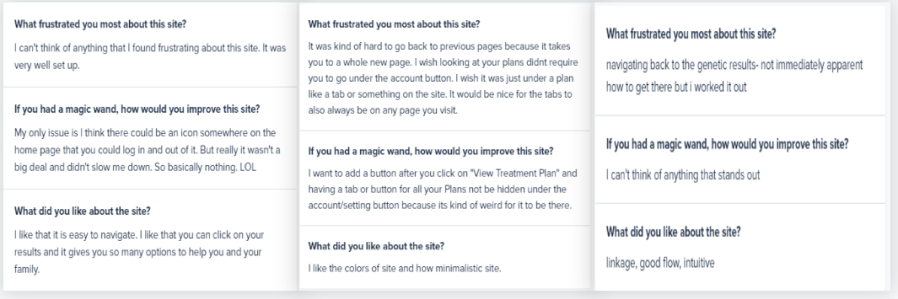 What frustrated you most about this site?
I can't think of anything that I found frustrating about this site. It was
very well set up.
If you had a magic wand, how would you improve this site?
My only issue is I think there could be an icon somewhere on the
home page that you could log in and out of it. But really it wasn't a
big deal and didn't slow me down. So basically nothing. LOL
What did you like about the site?
I like that it is easy to navigate. I like that you can click on your
results and it gives you so many options to help you and your
family.
What frustrated you most about this site?
It was kind of hard to go back to previous pages because it takes
you to a whole new page. I wish looking at your plans didnt require
you to go under the account button. I wish it was just under a plan
like a tab or something on the site. It would be nice for the tabs to
also always be on any page you visit.
If you had a magic wand, how would you improve this site?
I want to add a button after you click on "View Treatment Plan" and
having a tab or button for all your Plans not be hidden under the
account/setting button because its kind of weird for it to be there.
What did you like about the site?
I like the colors of site and how minimalistic site.
What frustrated you most about this site?
navigating back to the genetic results- not immediately apparent
how to get there but i worked it out
If you had a magic wand, how would you improve this site?
I can't think of anything that stands out
What did you like about the site?
linkage, good flow, intuitive